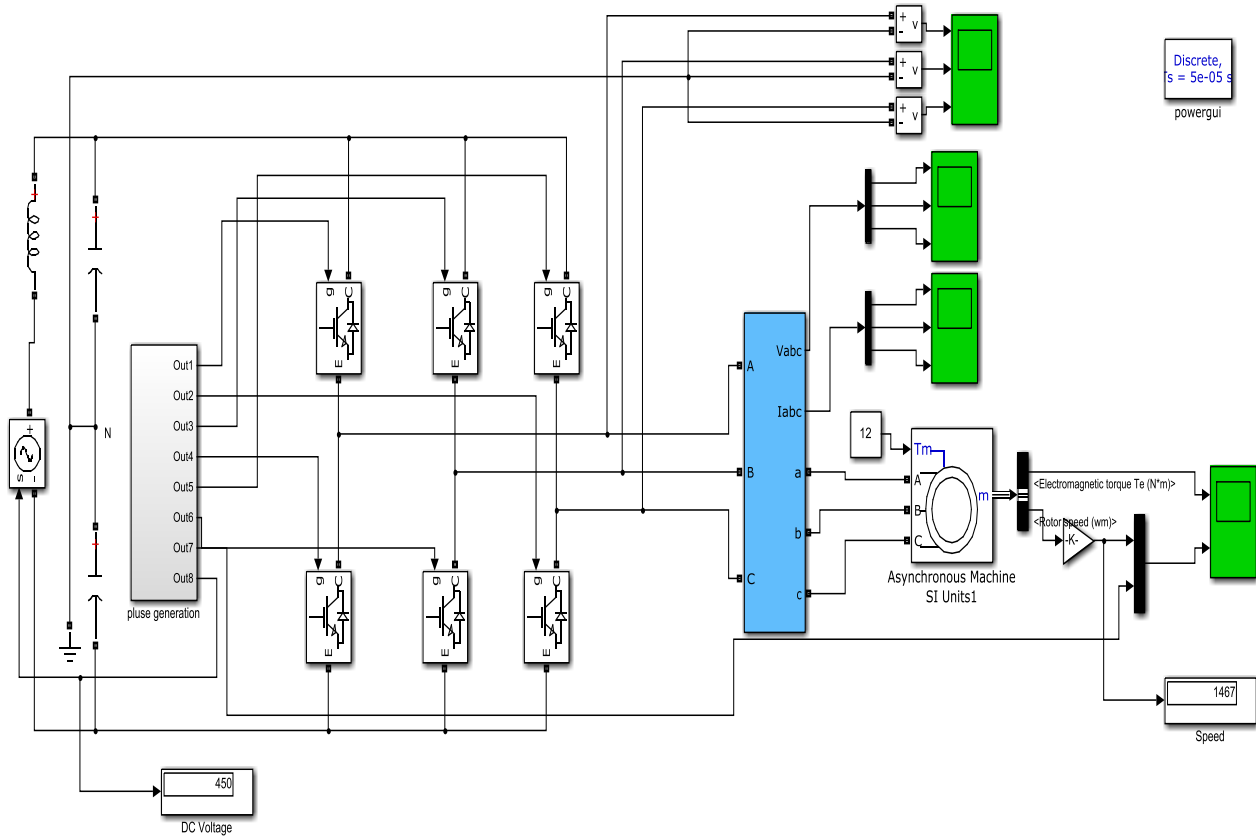 +
-
v
+
-
v
+
-
v
Discrete,
Ts = 5e-05 s
powergui
g
C
E
g
C
E
g
C
E
Out1
Out2
Out3
Out4
Out5
Out6
Out7
Out8
pluse generation
N
+
s
-
A
B
C
Vabc
Iabc
a
b
c
12
Tm
A
B
C
m
Asynchronous Machine
SI Units1
<Electromagnetic torque Te (N*m)>
<Rotor speed (wm)>
-K-
g
C
E
g
C
E
g
C
E
1467
Speed
450
DC Voltage